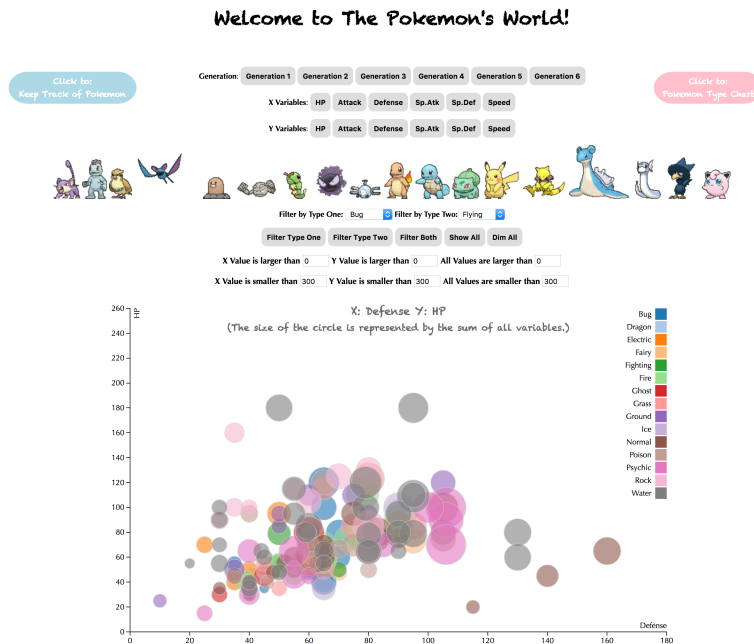 Welcome to The Pokemon's World!
Click to:
Keep Track of Pokemon
Click to:
Pokemon Type Chart
Generation: Generation 1 Generation 2 Generation 3 Generation 4 Generation 5 Generation 6
X Variables: HP Attack Defense Sp.Atk Sp.Def Speed
Y Variables: HP Attack Defense Sp.Atk Sp.Def Speed
Filter by Type One: Bug Filter by Type Two: Flying
Filter Type One Filter Type Two Filter Both Show All Dim All
X Value is larger than 0 Y Value is larger than 0 All Values are larger than 0
X Value is smaller than 300 Y Value is smaller than 300 All Values are smaller than 300
X: Defense Y: HP
(The size of the circle is represented by the sum of all variables.)
HP
260
240
220
200
180
160
140
120
100
80
60
40
20
0
Bug
Dragon
Electric
Fairy
Fighting
Fire
Ghost
Grass
Ground
Ice
Normal
Poison
Psychic
Rock
Water
Defense
0 20 40 60 80 100 120 140 160 180